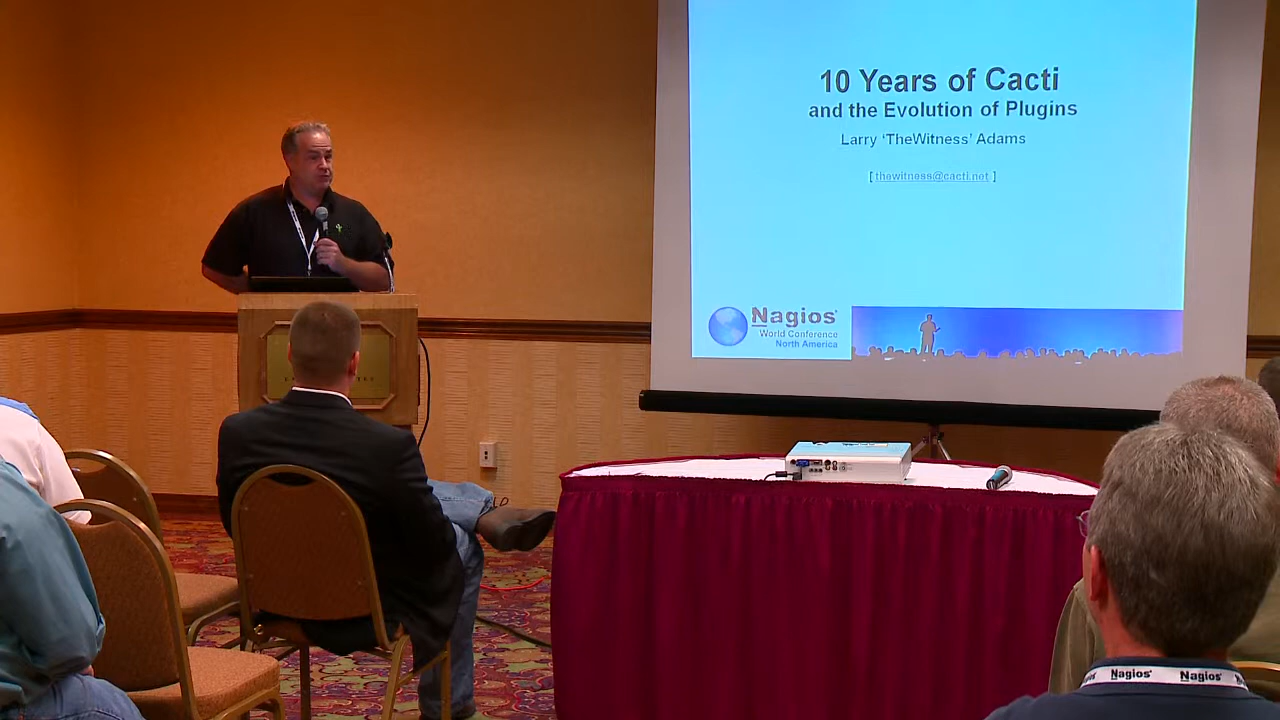 10 Years of Cacti
and the Evolution of Plugins
Larry 'TheWitness' Adams
[ thewitness@cacti.net ]
Nagios®
World Conference
North America
Nagios®
Nagios®